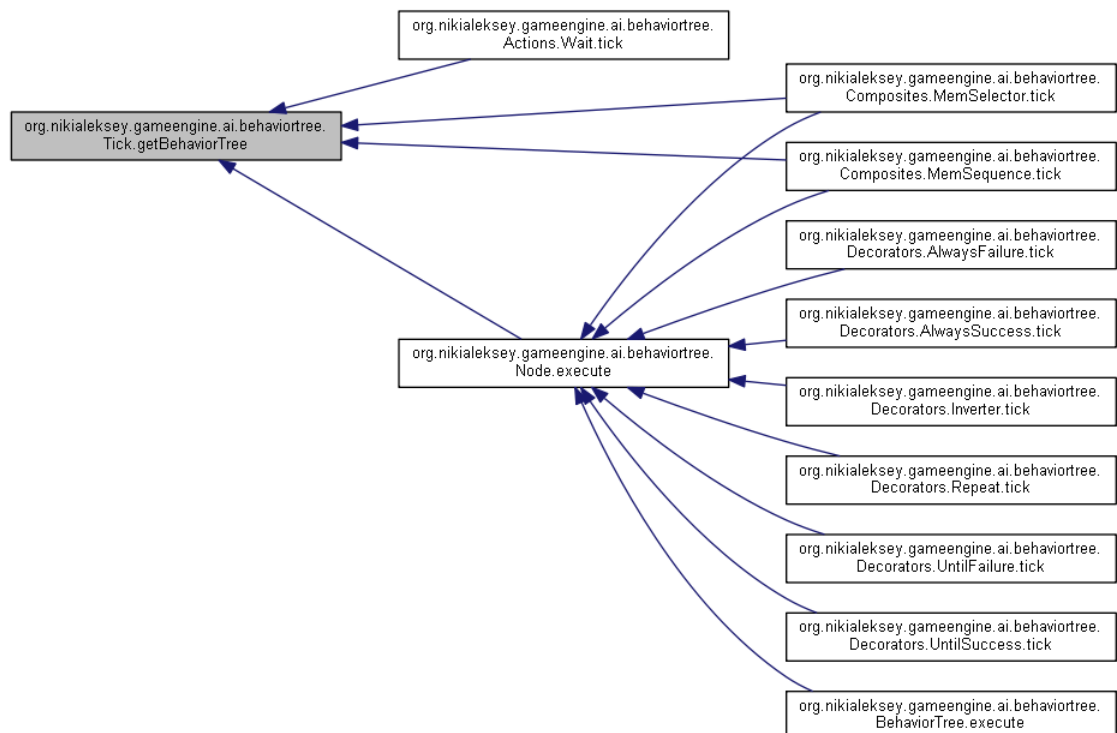 org.nikialeksey.gameengine.ai.behaviortree.
Actions.Wait.tick
org.nikialeksey.gameengine.ai.behaviortree.
Tick.getBehaviorTree
org.nikialeksey.gameengine.ai.behaviortree.
Composites.MemSelector.tick
org.nikialeksey.gameengine.ai.behaviortree.
Composites.MemSequence.tick
org.nikialeksey.gameengine.ai.behaviortree.
Decorators.AlwaysFailure.tick
org.nikialeksey.gameengine.ai.behaviortree.
Decorators.AlwaysSuccess.tick
org.nikialeksey.gameengine.ai.behaviortree.
Node.execute
org.nikialeksey.gameengine.ai.behaviortree.
Decorators.Inverter.tick
org.nikialeksey.gameengine.ai.behaviortree.
Decorators.Repeat.tick
org.nikialeksey.gameengine.ai.behaviortree.
Decorators.UntilFailure.tick
org.nikialeksey.gameengine.ai.behaviortree.
Decorators.UntilSuccess.tick
org.nikialeksey.gameengine.ai.behaviortree.
BehaviorTree.execute